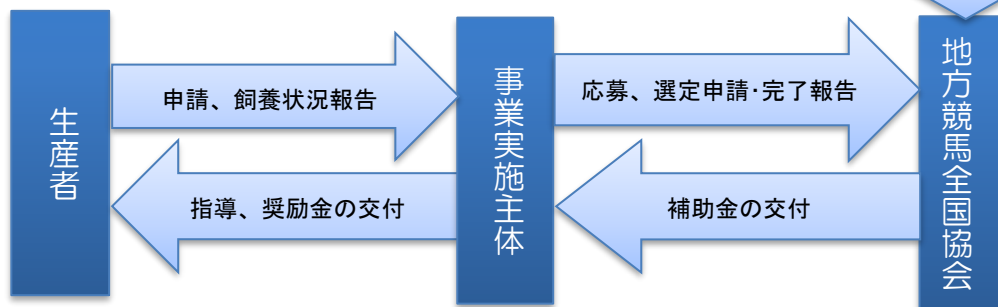 生産者
申請、飼養状況報告
指導、奨励金の交付
事業実施主体
応募、選定申請･完了報告
補助金の交付
地方競馬全国協会